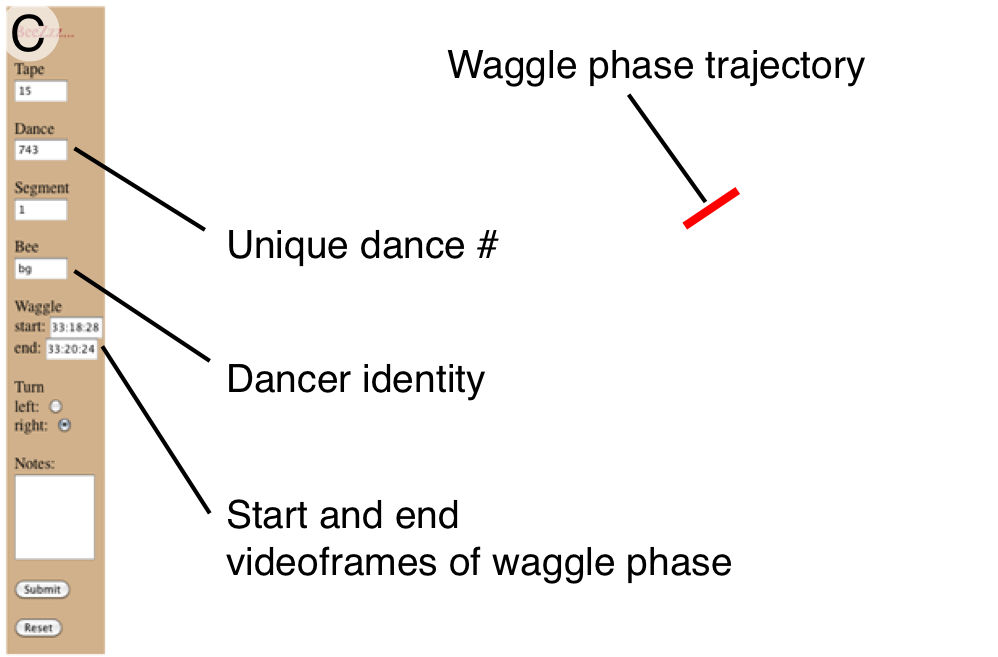 C
BeeZzz...
Tape
15
Dance
743
Segment
1
Bee
bg
Waggle
start: 33:18:28
end: 33:20:24
Turn
left:
right:
Notes:
Submit
Reset
Waggle phase trajectory
Unique dance #
Dancer identity
Start and end
videoframes of waggle phase